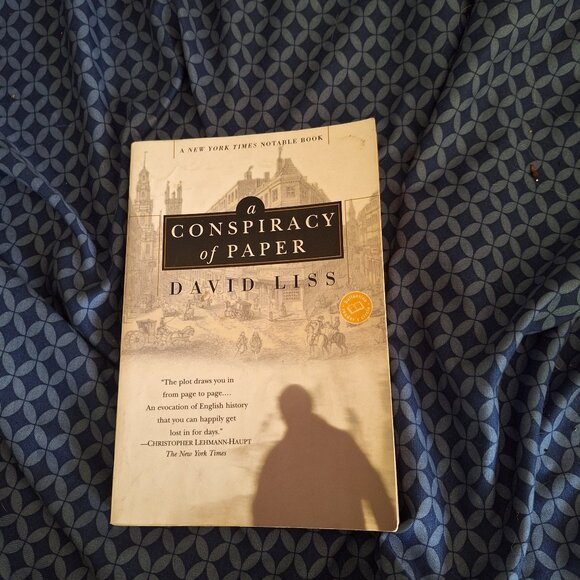 A NEW YORK TIMES NOTABLE BOOK
a
CONSPIRACY
of PAPER
DAVID LISS
"The plot draws you in
from page to page....
An evocation of English history
that you can happily get
lost in for days."
—CHRISTOPHER LEHMANN-HAUPT
The New York Times